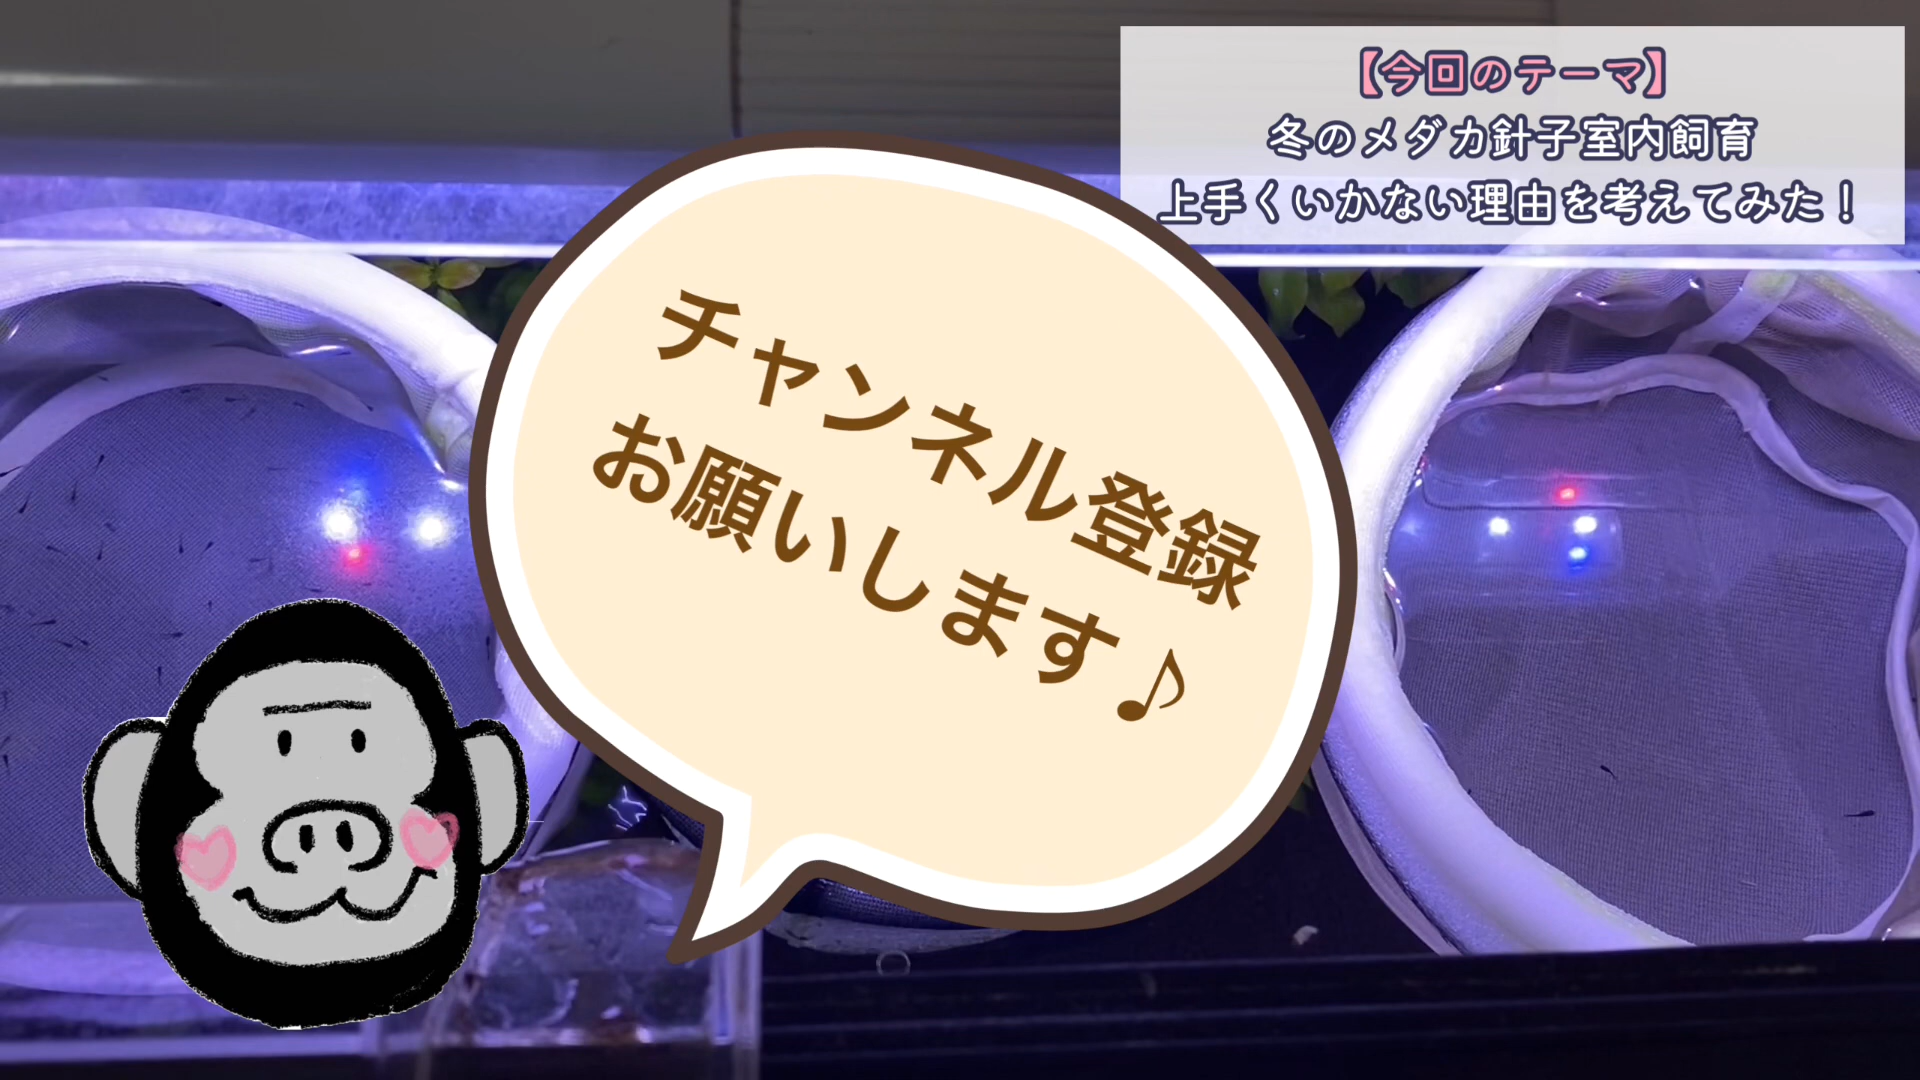 【今回のテーマ】
冬のメダカ針子室内飼育
上手くいかない理由を考えてみた！
チャンネル登録
お願いします♪